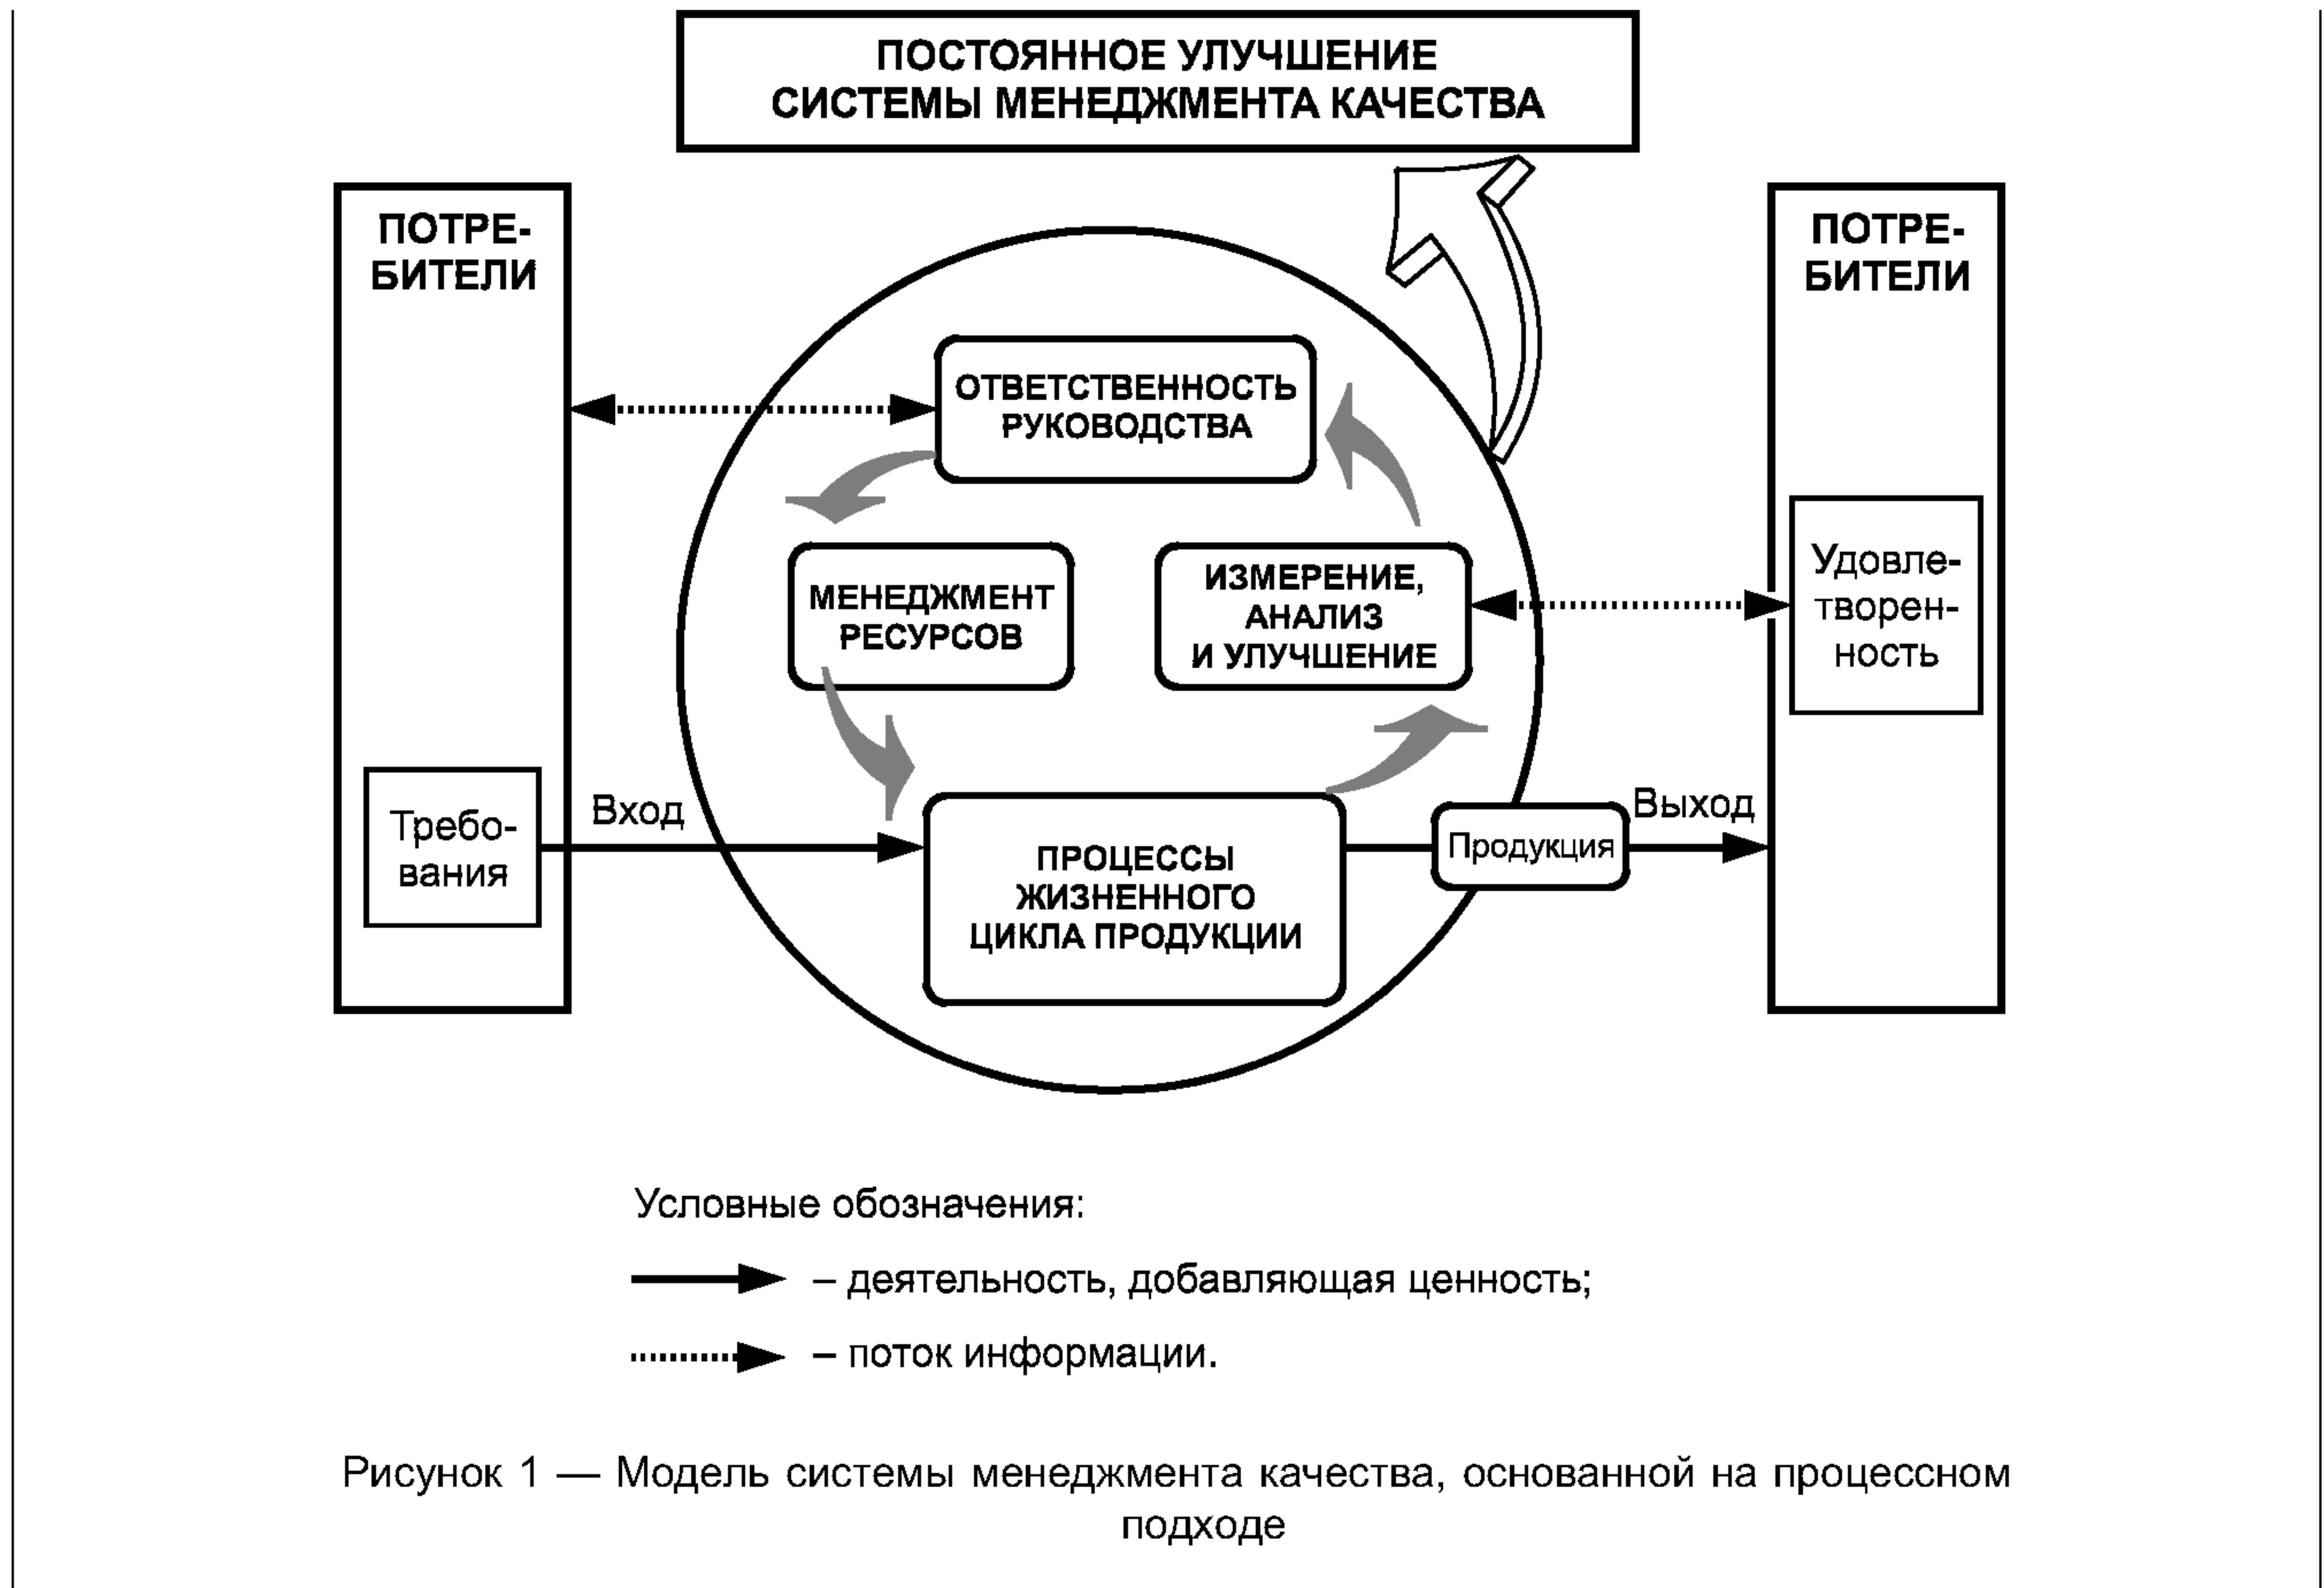 ПОСТОЯННОЕ УЛУЧШЕНИЕ
СИСТЕМЫ МЕНЕДЖМЕНТА КАЧЕСТВА
ПОТРЕ-
БИТЕЛИ
ПОТРЕ-
БИТЕЛИ
ОТВЕТСТВЕННОСТЬ
РУКОВОДСТВА
МЕНЕДЖМЕНТ
РЕСУРСОВ
ИЗМЕРЕНИЕ,
АНАЛИЗ
И УЛУЧШЕНИЕ
Удовле-
творен-
ность
Требо-
вания
Вход
ПРОЦЕССЫ
ЖИЗНЕННОГО
ЦИКЛА ПРОДУКЦИИ
Продукция
Выход
Условные обозначения:
– деятельность, добавляющая ценность;
– поток информации.
Рисунок 1 — Модель системы менеджмента качества, основанной на процессном
подходе